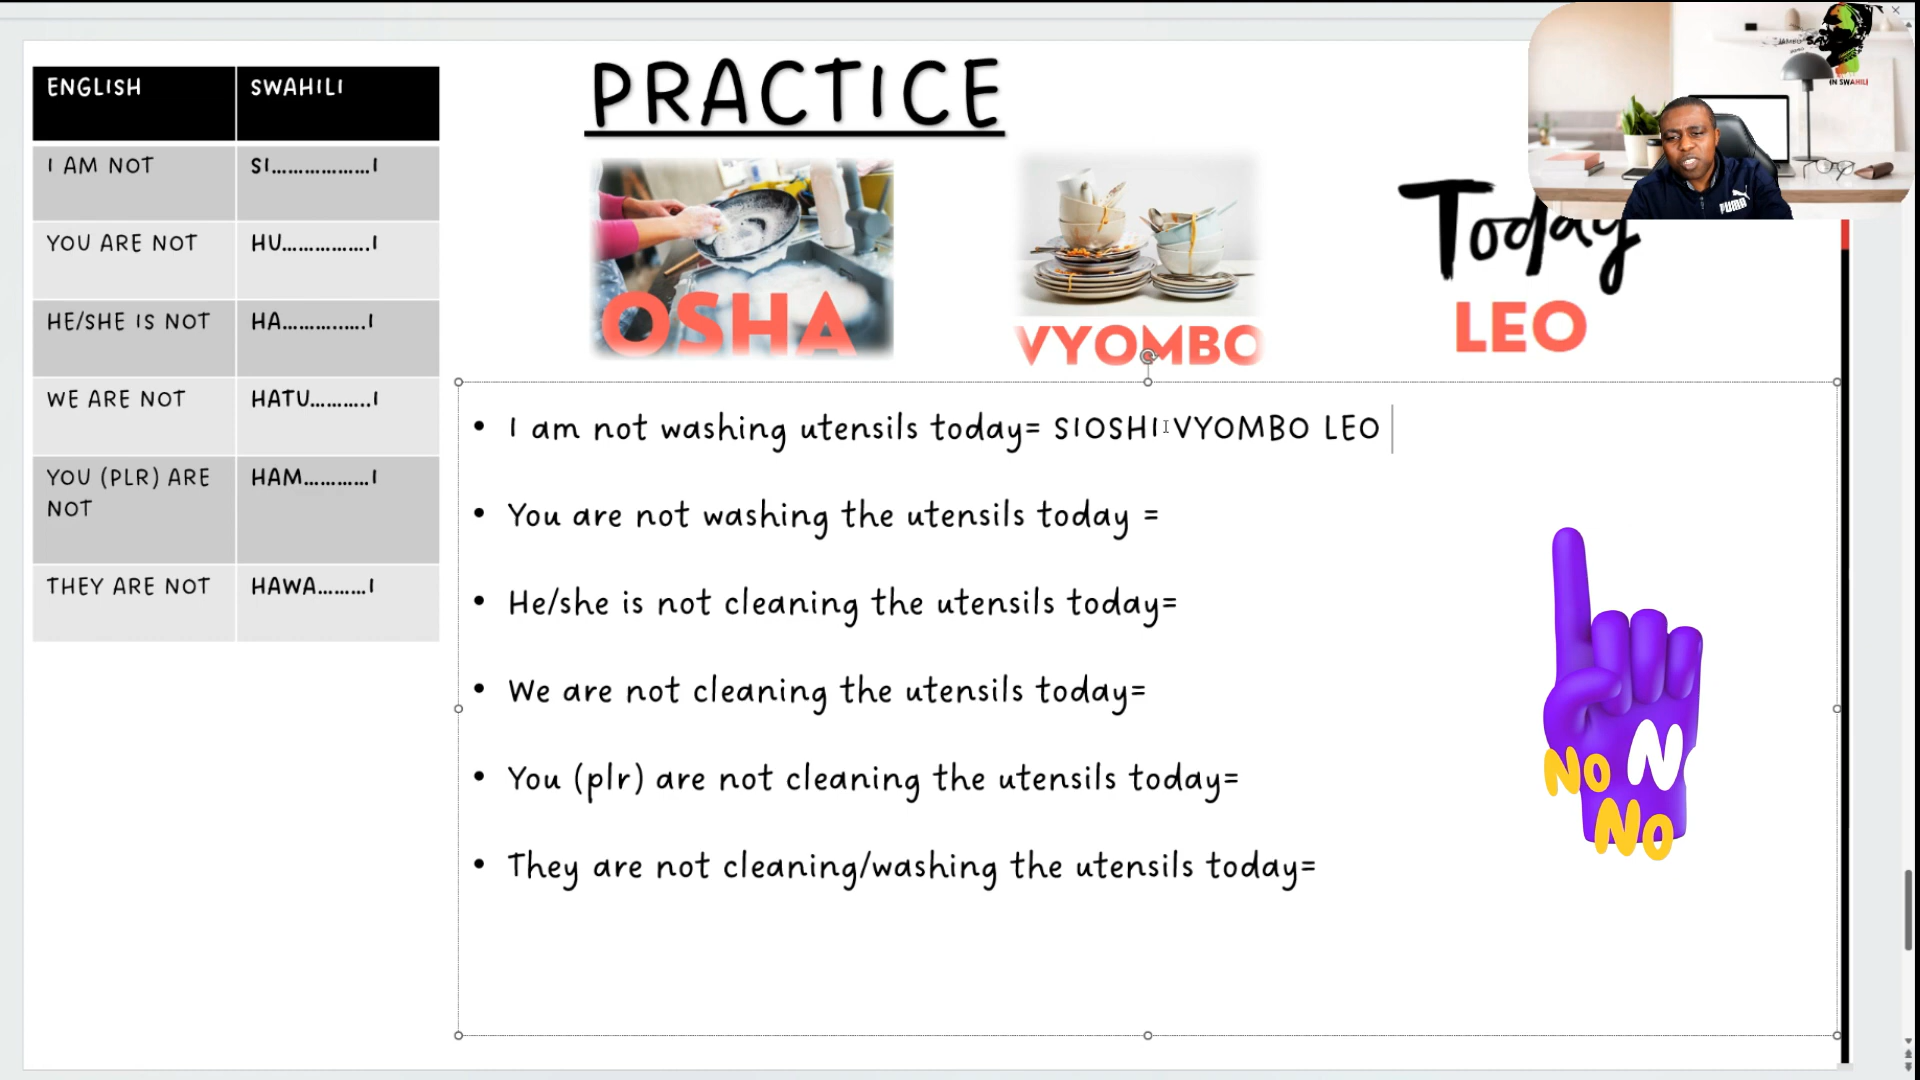 ENGLISH SWAHILI
I AM NOT SI..................I
YOU ARE NOT HU................I
HE/SHE IS NOT HA...............I
WE ARE NOT HATU...........I
YOU (PLR) ARE
NOT
HAM............I
THEY ARE NOT HAWA.........I
PRACTICE
OSHA
VYOMBO
Today
LEO
IN SWAHILI
PUMA
• I am not washing utensils today= SIOSHI VYOMBO LEO
• You are not washing the utensils today =
• He/she is not cleaning the utensils today=
• We are not cleaning the utensils today=
• You (plr) are not cleaning the utensils today=
• They are not cleaning/washing the utensils today=
NO N
NO